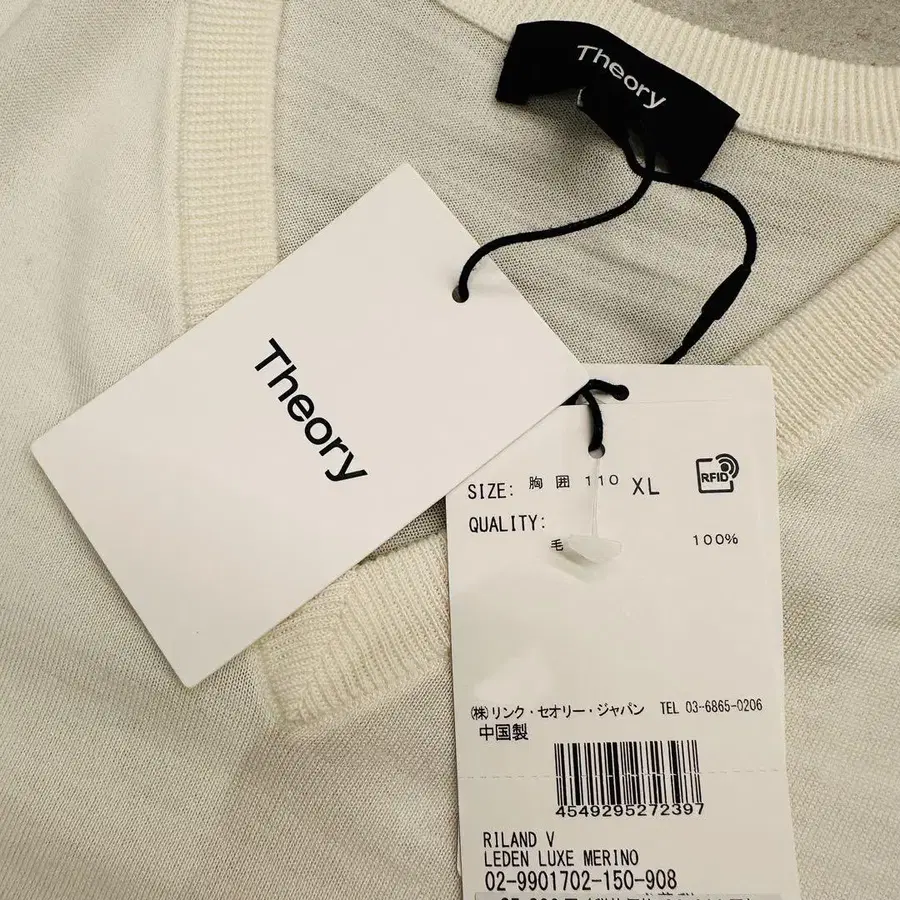 Theory
Theory
SIZE: 胸囲 110 XL
RFID
QUALITY:
毛 100%
㈱リンク・セオリー・ジャパン TEL 03-6865-0206
中国製
4549295272397
RILAND V
LEDEN LUXE MERINO
02-9901702-150-908